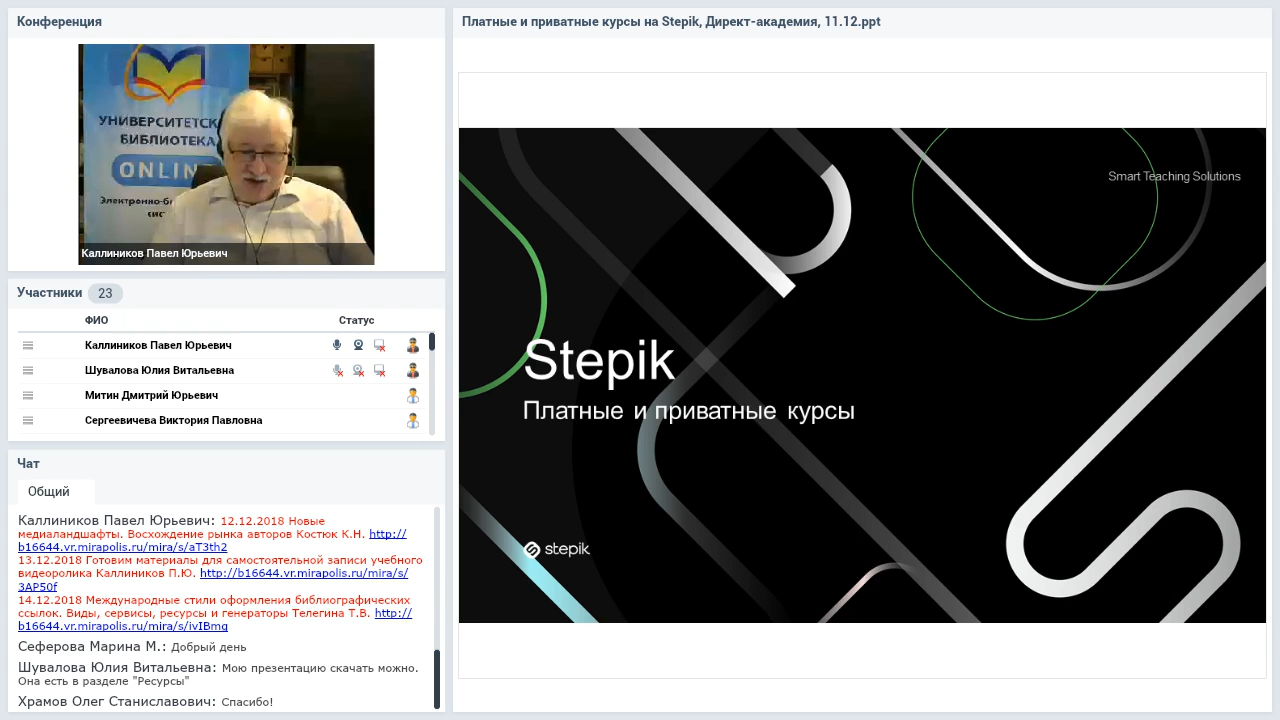 Конференция
УНИВЕРСИТЕТСК
БИБЛИОТЕКА
ONLIN
Каллиников Павел Юрьевич
Участники 23
ФИО Статус
Каллиников Павел Юрьевич
Шувалова Юлия Витальевна
Митин Дмитрий Юрьевич
Сергеевичева Виктория Павловна
Чат
Общий
Каллиников Павел Юрьевич: 12.12.2018 Новые
медиаландшафты. Восхождение рынка авторов Костюк К.Н. http://
b16644.vr.mirapolis.ru/mira/s/aT3th2
13.12.2018 Готовим материалы для самостоятельной записи учебного
видеоролика Каллиников П.Ю. http://b16644.vr.mirapolis.ru/mira/s/
3AP50f
14.12.2018 Международные стили оформления библиографических
ссылок. Виды, сервисы, ресурсы и генераторы Телегина Т.В. http://
b16644.vr.mirapolis.ru/mira/s/ivIBmq
Сеферова Марина М.: Добрый день
Шувалова Юлия Витальевна: Мою презентацию скачать можно.
Она есть в разделе "Ресурсы"
Храмов Олег Станиславович: Спасибо!
Платные и приватные курсы на Stepik, Директ-академия, 11.12.ppt
Smart Teaching Solutions
Stepik
Платные и приватные курсы
stepik